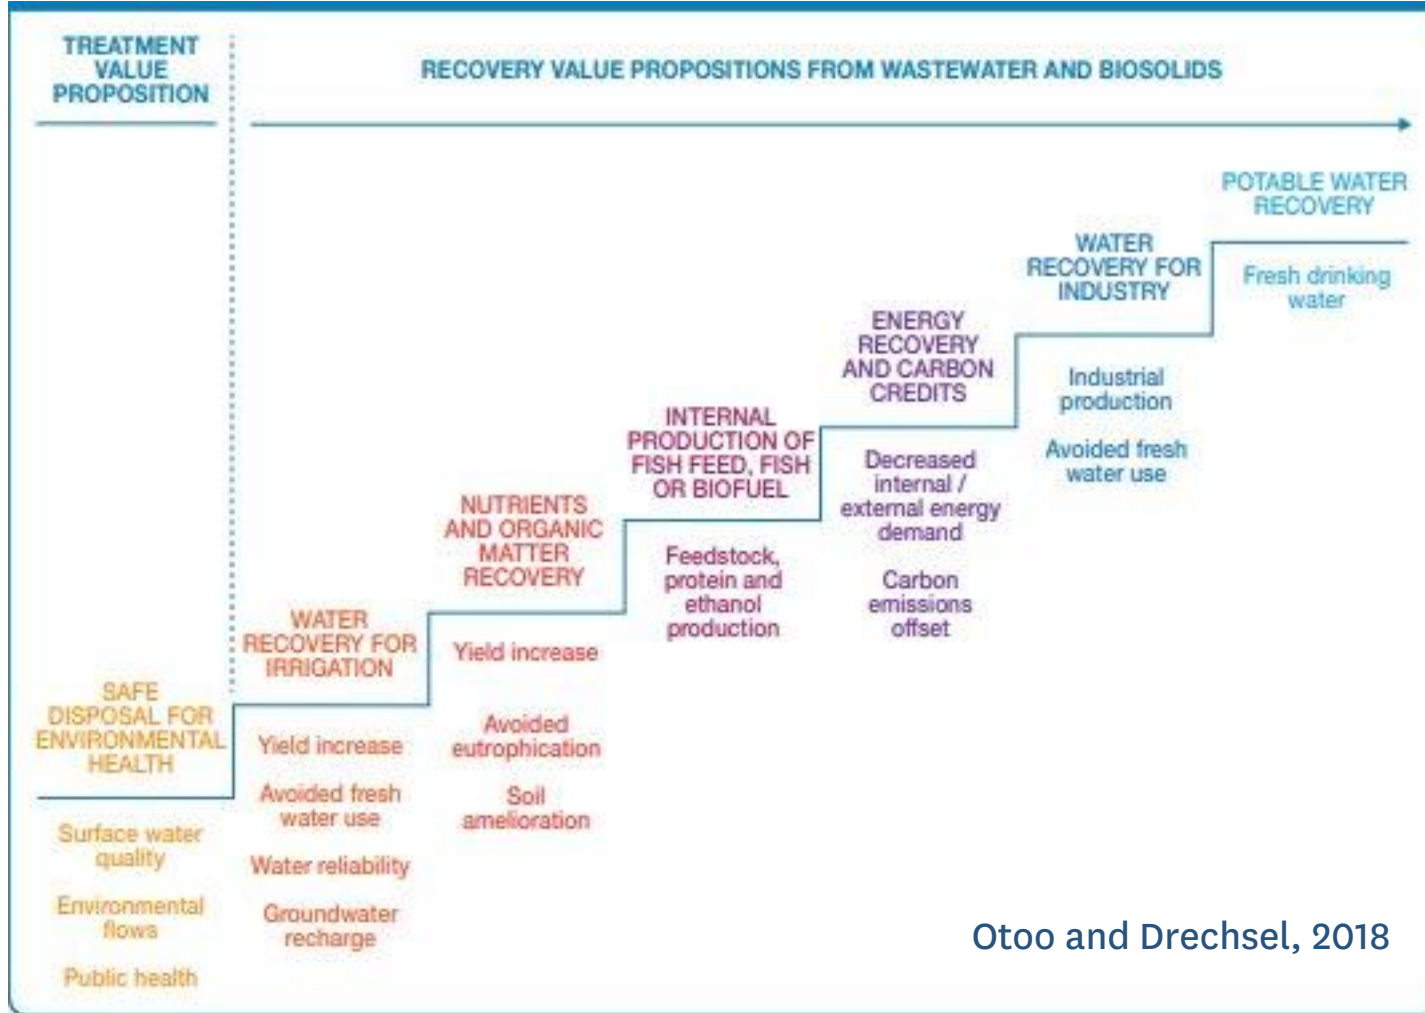 TREATMENT
VALUE
PROPOSITION
RECOVERY VALUE PROPOSITIONS FROM WASTEWATER AND BIOSOLIDS
SAFE
DISPOSAL FOR
ENVIRONMENTAL
HEALTH
Surface water
quality
Environmental
flows
Public health
WATER
RECOVERY FOR
IRRIGATION
Yield increase
Avoided fresh
water use
Water reliability
Groundwater
recharge
NUTRIENTS
AND ORGANIC
MATTER
RECOVERY
Yield increase
Avoided
eutrophication
Soil
amelioration
INTERNAL
PRODUCTION OF
FISH FEED, FISH
OR BIOFUEL
Feedstock,
protein and
ethanol
production
ENERGY
RECOVERY
AND CARBON
CREDITS
Decreased
internal /
external energy
demand
Carbon
emissions
offset
WATER
RECOVERY FOR
INDUSTRY
Industrial
production
Avoided fresh
water use
POTABLE WATER
RECOVERY
Fresh drinking
water
Otoo and Drechsel, 2018